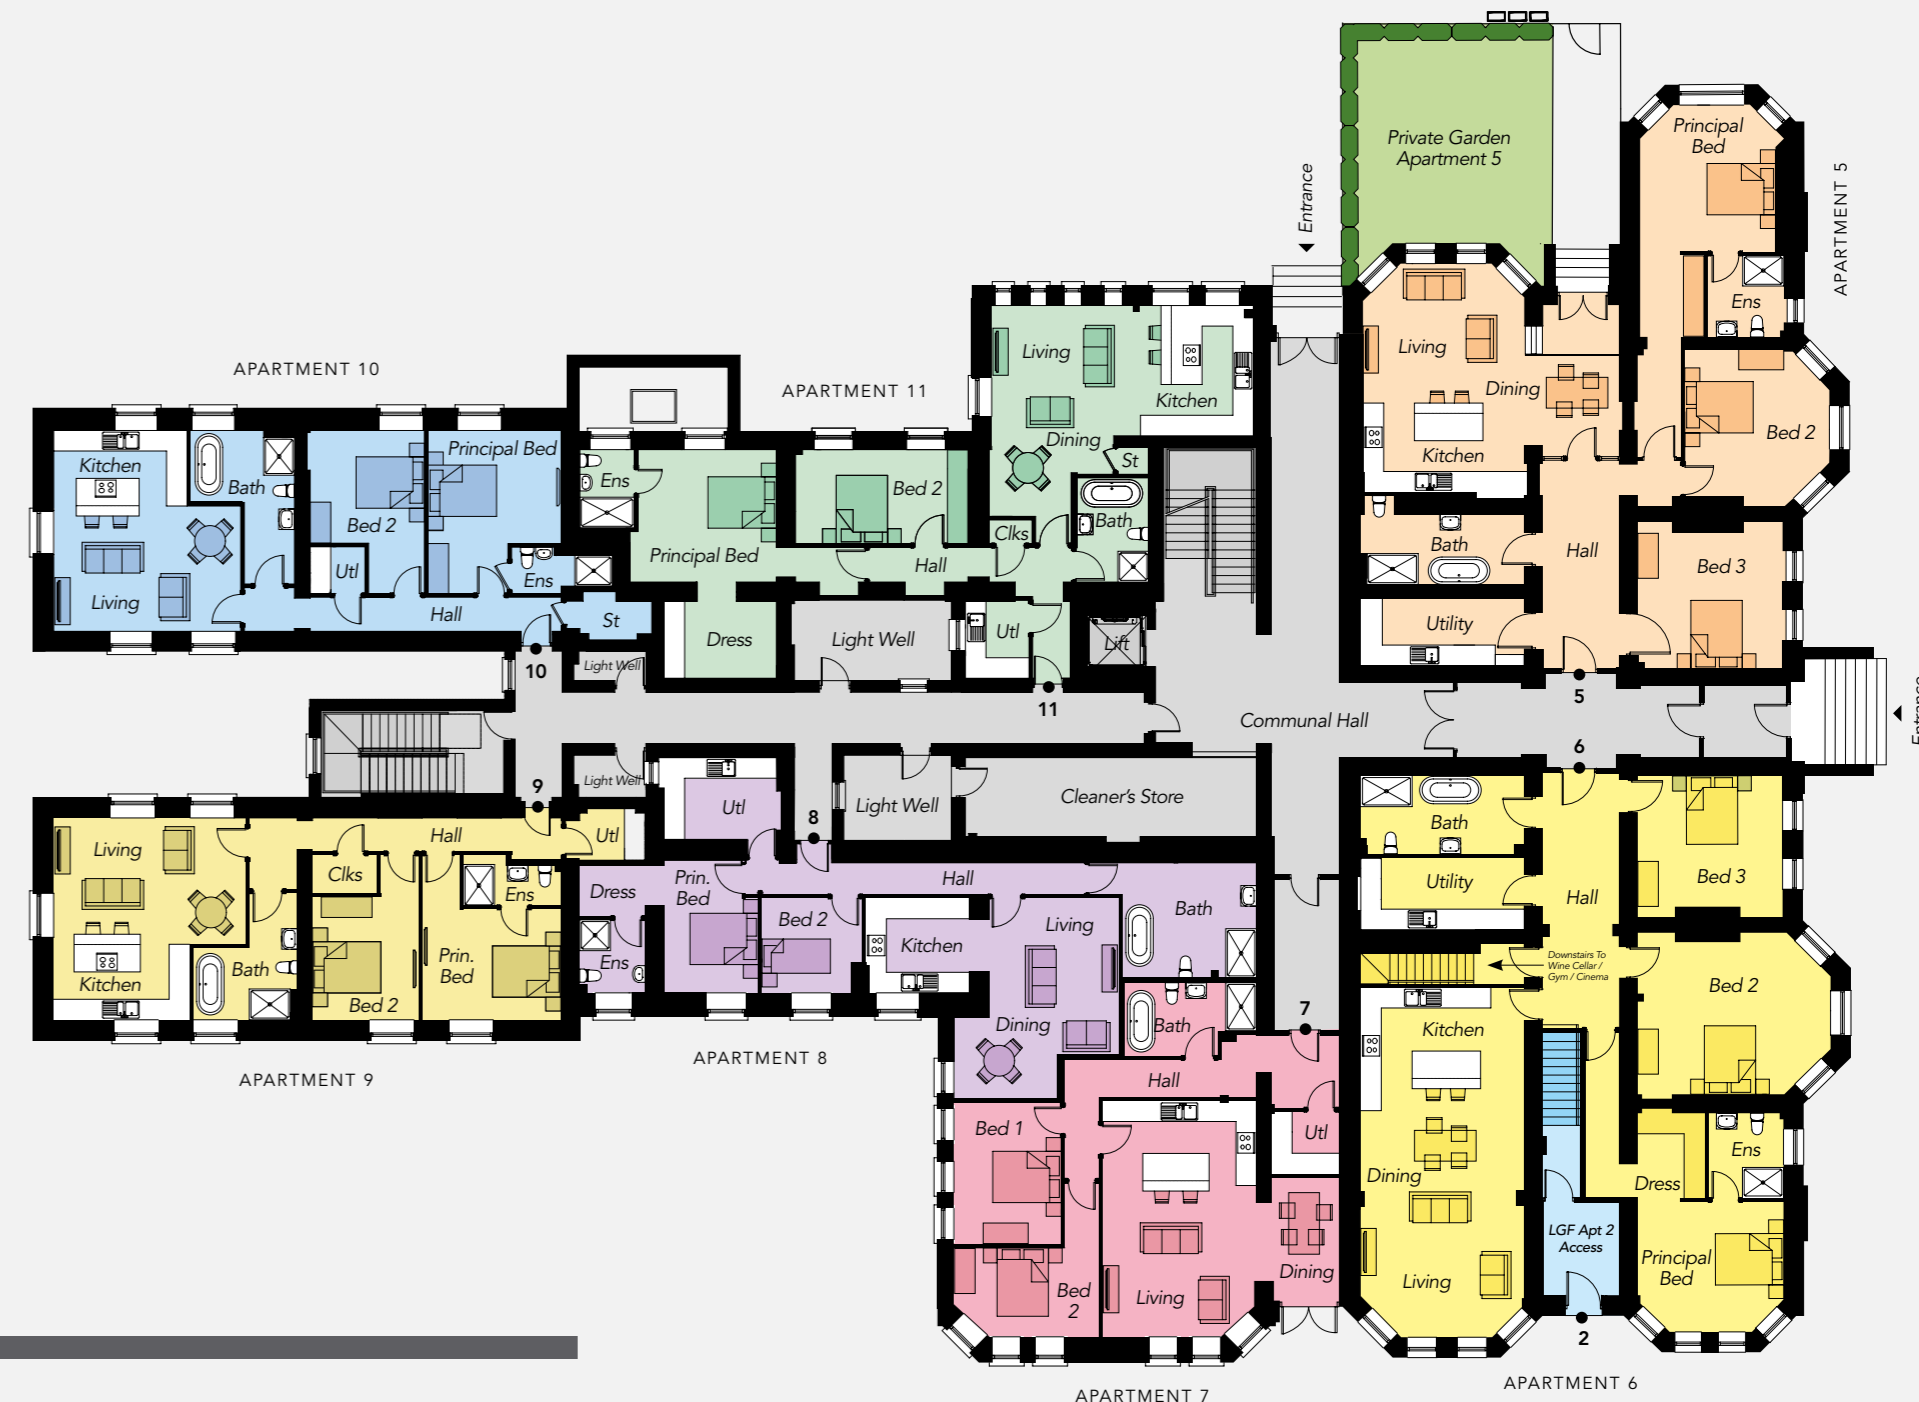 Private Garden
Apartment 5
Entrance
Principal
Bed
APARTMENT 5
Ens
Living
Dining
Kitchen
Bed 2
Bath
Hall
Bed 3
Utility
5
APARTMENT 10
Kitchen
Bath
Living
Bed 2
Principal Bed
Utl
Ens
Hall
St
10
APARTMENT 11
Living
Kitchen
Dining
St
Ens
Bed 2
Principal Bed
Clks
Bath
Hall
Dress
Light Well
Utl
Lift
Light Well
11
Communal Hall
Entrance
6
Light Well
9
8
Light Well
Cleaner's Store
Living
Hall
Utl
Clks
Ens
Kitchen
Bath
Bed 2
Prin.
Bed
APARTMENT 9
Utl
Dress
Prin.
Bed
Hall
Bed 2
Kitchen
Living
Bath
Ens
Dining
APARTMENT 8
7
Bath
Hall
Bed 1
Utl
Bed
2
Living
Dining
APARTMENT 7
Bath
Utility
Hall
Bed 3
Downstairs To
Wine Cellar /
Gym / Cinema
Bed 2
Kitchen
Dining
Ens
Dress
LGF Apt 2
Access
Principal
Bed
Living
2
APARTMENT 6